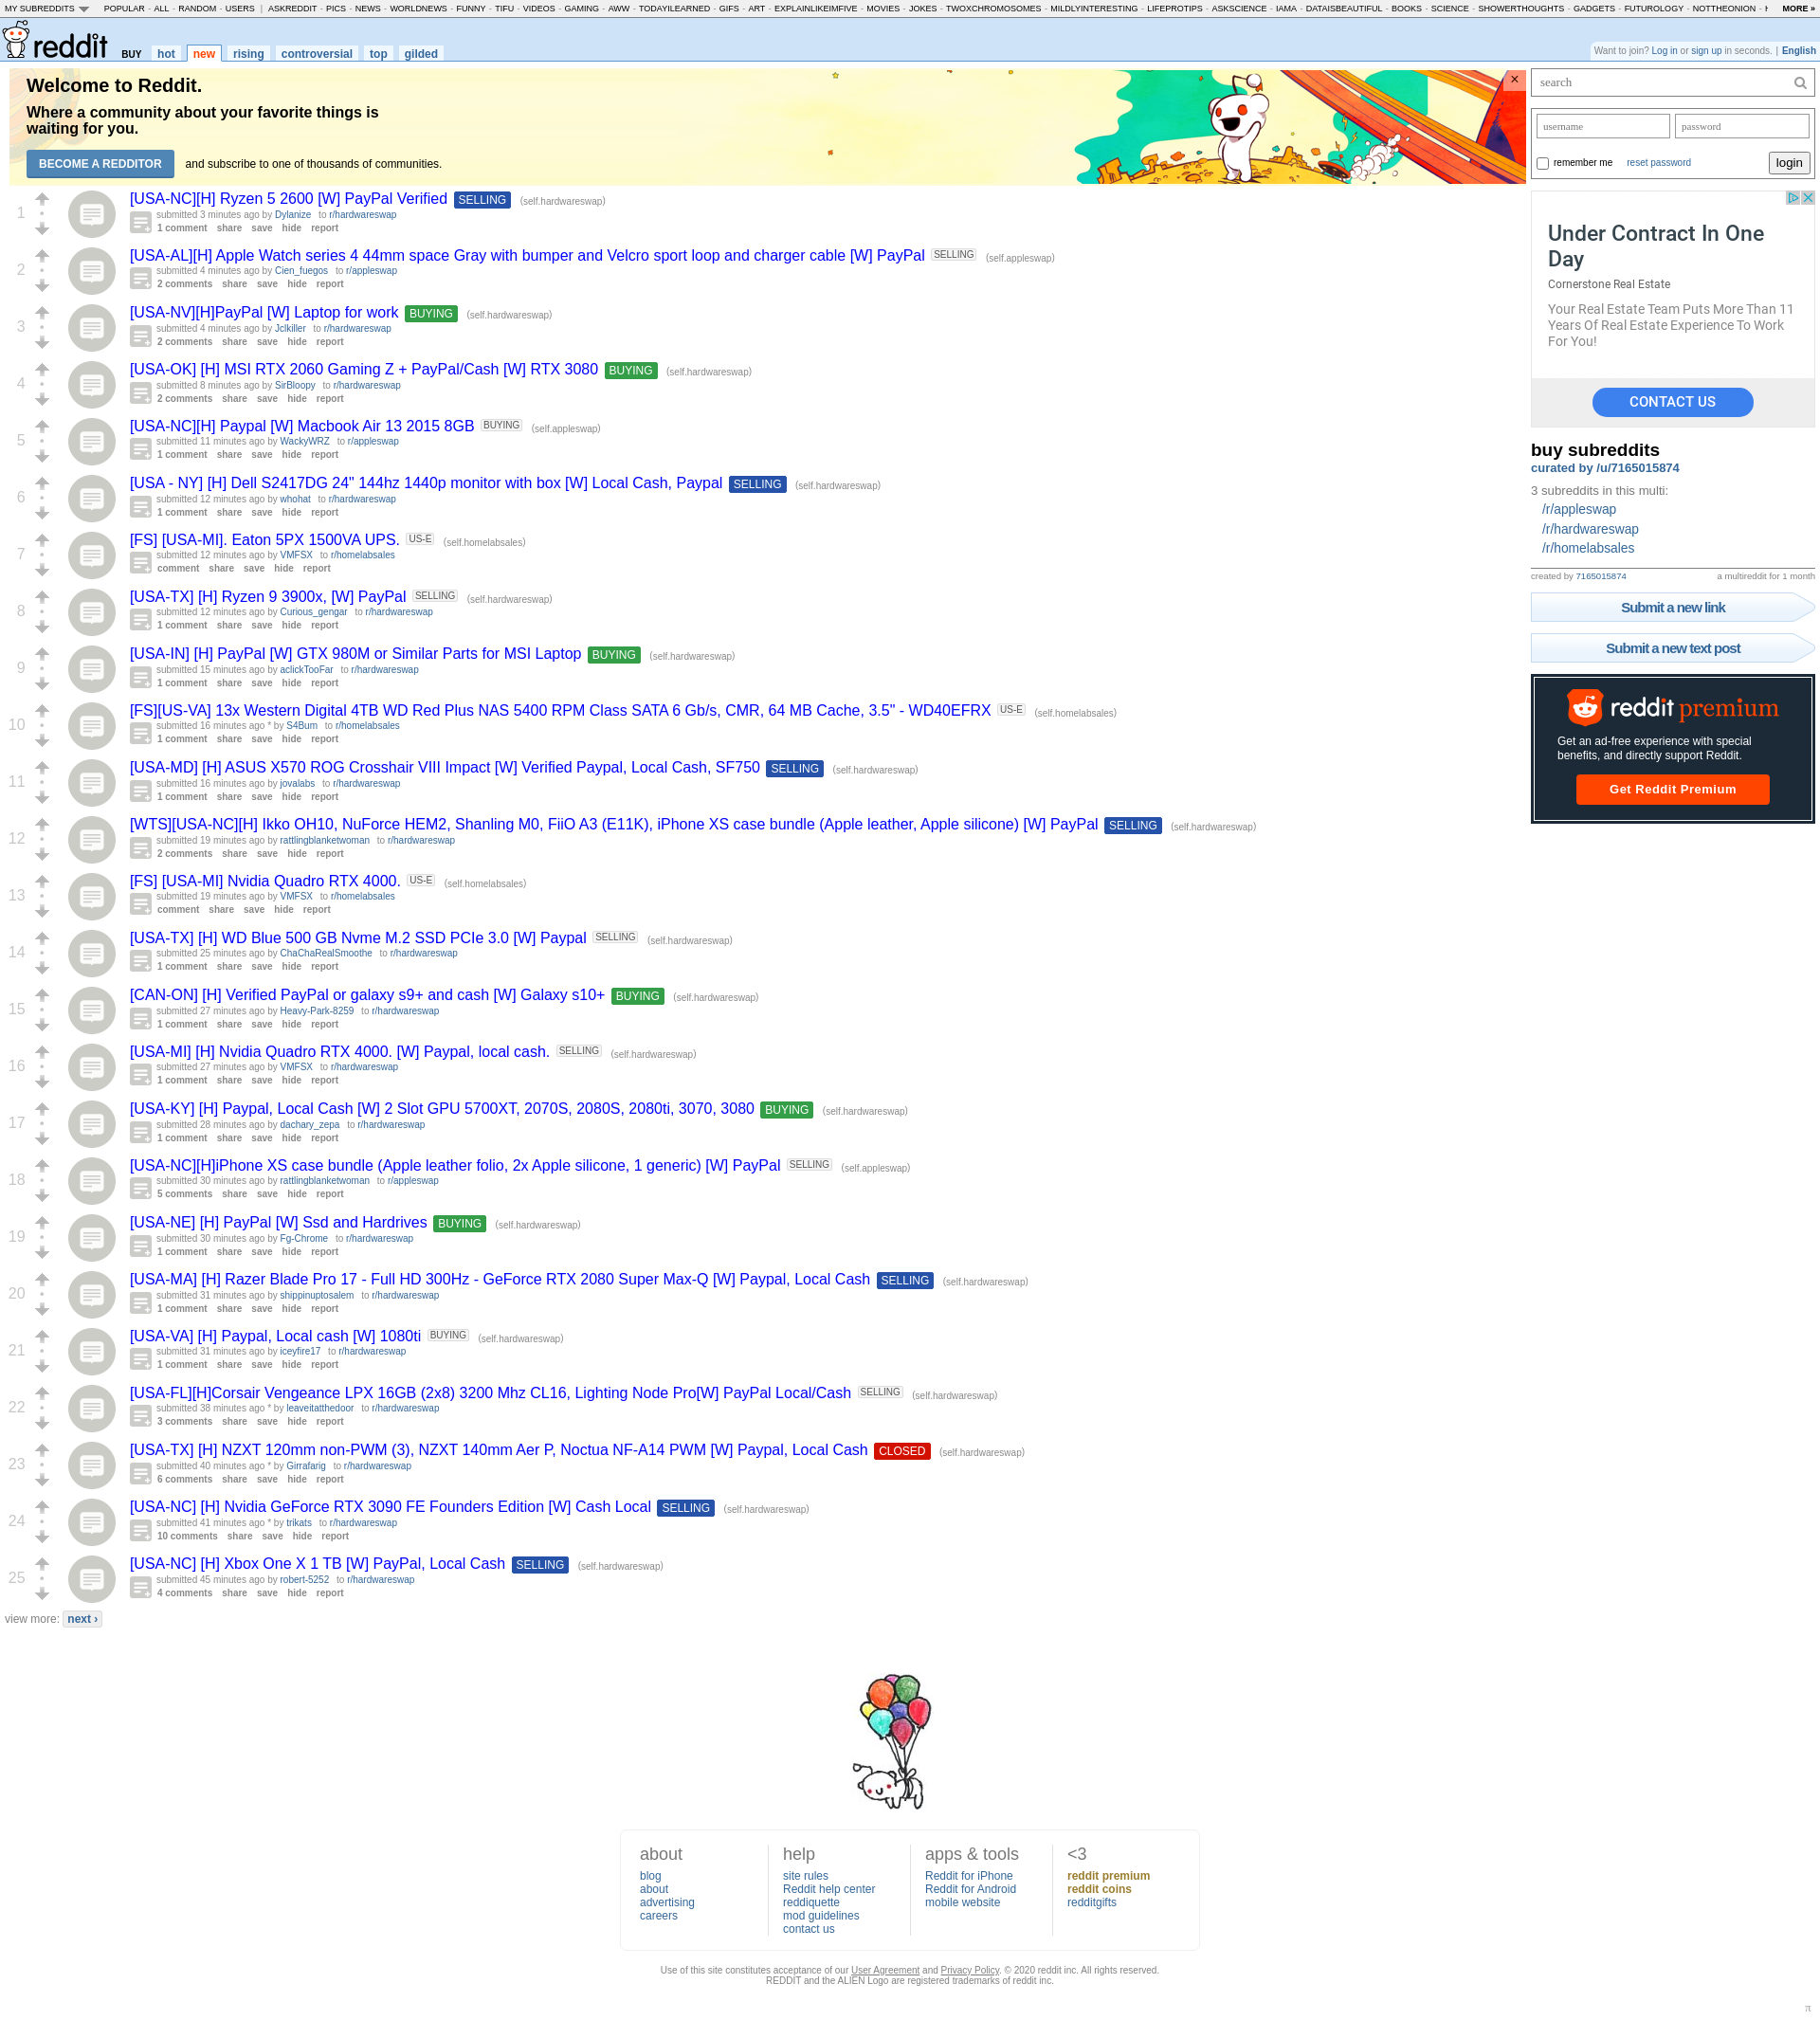 MY SUBREDDITS POPULAR - ALL - RANDOM - USERS | ASKREDDIT - PICS - NEWS - WORLDNEWS - FUNNY - TIFU - VIDEOS - GAMING - AWW - TODAYILEARNED - GIFS - ART - EXPLAINLIKEIMFIVE - MOVIES - JOKES - TWOXCHROMOSOMES - MILDLYINTERESTING - LIFEPROTIPS - ASKSCIENCE - IAMA - DATAISBEAUTIFUL - BOOKS - SCIENCE - SHOWERTHOUGHTS - GADGETS - FUTUROLOGY - NOTTHEONION - MORE »
reddit BUY hot new rising controversial top gilded
Want to join? Log in or sign up in seconds. | English
Welcome to Reddit.
Where a community about your favorite things is
waiting for you.
BECOME A REDDITOR and subscribe to one of thousands of communities.
1 [USA-NC][H] Ryzen 5 2600 [W] PayPal Verified SELLING (self.hardwareswap)
submitted 3 minutes ago by Dylanize to r/hardwareswap
1 comment share save hide report
2 [USA-AL][H] Apple Watch series 4 44mm space Gray with bumper and Velcro sport loop and charger cable [W] PayPal SELLING (self.appleswap)
submitted 4 minutes ago by Cien_fuegos to r/appleswap
2 comments share save hide report
3 [USA-NV][H]PayPal [W] Laptop for work BUYING (self.hardwareswap)
submitted 4 minutes ago by Jclkiller to r/hardwareswap
2 comments share save hide report
4 [USA-OK] [H] MSI RTX 2060 Gaming Z + PayPal/Cash [W] RTX 3080 BUYING (self.hardwareswap)
submitted 8 minutes ago by SirBloopy to r/hardwareswap
2 comments share save hide report
5 [USA-NC][H] Paypal [W] Macbook Air 13 2015 8GB BUYING (self.appleswap)
submitted 11 minutes ago by WackyWRZ to r/appleswap
1 comment share save hide report
6 [USA - NY] [H] Dell S2417DG 24" 144hz 1440p monitor with box [W] Local Cash, Paypal SELLING (self.hardwareswap)
submitted 12 minutes ago by whohat to r/hardwareswap
1 comment share save hide report
7 [FS] [USA-MI]. Eaton 5PX 1500VA UPS. US-E (self.homelabsales)
submitted 12 minutes ago by VMFSX to r/homelabsales
comment share save hide report
8 [USA-TX] [H] Ryzen 9 3900x, [W] PayPal SELLING (self.hardwareswap)
submitted 12 minutes ago by Curious_gengar to r/hardwareswap
1 comment share save hide report
9 [USA-IN] [H] PayPal [W] GTX 980M or Similar Parts for MSI Laptop BUYING (self.hardwareswap)
submitted 15 minutes ago by aclickTooFar to r/hardwareswap
1 comment share save hide report
10 [FS][US-VA] 13x Western Digital 4TB WD Red Plus NAS 5400 RPM Class SATA 6 Gb/s, CMR, 64 MB Cache, 3.5" - WD40EFRX US-E (self.homelabsales)
submitted 16 minutes ago * by S4Bum to r/homelabsales
1 comment share save hide report
11 [USA-MD] [H] ASUS X570 ROG Crosshair VIII Impact [W] Verified Paypal, Local Cash, SF750 SELLING (self.hardwareswap)
submitted 16 minutes ago by jovalabs to r/hardwareswap
1 comment share save hide report
12 [WTS][USA-NC][H] Ikko OH10, NuForce HEM2, Shanling M0, FiiO A3 (E11K), iPhone XS case bundle (Apple leather, Apple silicone) [W] PayPal SELLING (self.hardwareswap)
submitted 19 minutes ago by rattlingblanketwoman to r/hardwareswap
2 comments share save hide report
13 [FS] [USA-MI] Nvidia Quadro RTX 4000. US-E (self.homelabsales)
submitted 19 minutes ago by VMFSX to r/homelabsales
comment share save hide report
14 [USA-TX] [H] WD Blue 500 GB Nvme M.2 SSD PCIe 3.0 [W] Paypal SELLING (self.hardwareswap)
submitted 25 minutes ago by ChaChaRealSmoothe to r/hardwareswap
1 comment share save hide report
15 [CAN-ON] [H] Verified PayPal or galaxy s9+ and cash [W] Galaxy s10+ BUYING (self.hardwareswap)
submitted 27 minutes ago by Heavy-Park-8259 to r/hardwareswap
1 comment share save hide report
16 [USA-MI] [H] Nvidia Quadro RTX 4000. [W] Paypal, local cash. SELLING (self.hardwareswap)
submitted 27 minutes ago by VMFSX to r/hardwareswap
1 comment share save hide report
17 [USA-KY] [H] Paypal, Local Cash [W] 2 Slot GPU 5700XT, 2070S, 2080S, 2080ti, 3070, 3080 BUYING (self.hardwareswap)
submitted 28 minutes ago by dachary_zepa to r/hardwareswap
1 comment share save hide report
18 [USA-NC][H]iPhone XS case bundle (Apple leather folio, 2x Apple silicone, 1 generic) [W] PayPal SELLING (self.appleswap)
submitted 30 minutes ago by rattlingblanketwoman to r/appleswap
5 comments share save hide report
19 [USA-NE] [H] PayPal [W] Ssd and Hardrives BUYING (self.hardwareswap)
submitted 30 minutes ago by Fg-Chrome to r/hardwareswap
1 comment share save hide report
20 [USA-MA] [H] Razer Blade Pro 17 - Full HD 300Hz - GeForce RTX 2080 Super Max-Q [W] Paypal, Local Cash SELLING (self.hardwareswap)
submitted 31 minutes ago by shippinuptosalem to r/hardwareswap
1 comment share save hide report
21 [USA-VA] [H] Paypal, Local cash [W] 1080ti BUYING (self.hardwareswap)
submitted 31 minutes ago by iceyfire17 to r/hardwareswap
1 comment share save hide report
22 [USA-FL][H]Corsair Vengeance LPX 16GB (2x8) 3200 Mhz CL16, Lighting Node Pro[W] PayPal Local/Cash SELLING (self.hardwareswap)
submitted 38 minutes ago * by leaveitatthedoor to r/hardwareswap
3 comments share save hide report
23 [USA-TX] [H] NZXT 120mm non-PWM (3), NZXT 140mm Aer P, Noctua NF-A14 PWM [W] Paypal, Local Cash CLOSED (self.hardwareswap)
submitted 40 minutes ago * by Girrafarig to r/hardwareswap
6 comments share save hide report
24 [USA-NC] [H] Nvidia GeForce RTX 3090 FE Founders Edition [W] Cash Local SELLING (self.hardwareswap)
submitted 41 minutes ago * by trikats to r/hardwareswap
10 comments share save hide report
25 [USA-NC] [H] Xbox One X 1 TB [W] PayPal, Local Cash SELLING (self.hardwareswap)
submitted 45 minutes ago by robert-5252 to r/hardwareswap
4 comments share save hide report
view more: next ›
search
username password
remember me reset password login
Under Contract In One
Day
Cornerstone Real Estate
Your Real Estate Team Puts More Than 11
Years Of Real Estate Experience To Work
For You!
CONTACT US
buy subreddits
curated by /u/7165015874
3 subreddits in this multi:
/r/appleswap
/r/hardwareswap
/r/homelabsales
created by 7165015874 a multireddit for 1 month
Submit a new link
Submit a new text post
reddit premium
Get an ad-free experience with special
benefits, and directly support Reddit.
Get Reddit Premium
about
blog
about
advertising
careers
help
site rules
Reddit help center
reddiquette
mod guidelines
contact us
apps & tools
Reddit for iPhone
Reddit for Android
mobile website
<3
reddit premium
reddit coins
redditgifts
Use of this site constitutes acceptance of our User Agreement and Privacy Policy. © 2020 reddit inc. All rights reserved.
REDDIT and the ALIEN Logo are registered trademarks of reddit inc.
π